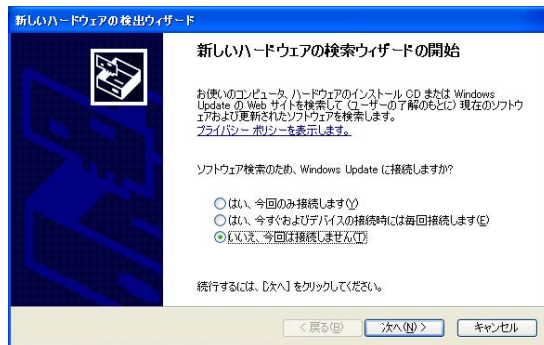 新しいハードウェアの検出ウィザード
新しいハードウェアの検索ウィザードの開始
お使いのコンピュータ、ハードウェアのインストール CD または Windows
Update の Web サイトを検索して (ユーザーの了解のもとに) 現在のソフトウ
ェアおよび更新されたソフトウェアを検索します。
プライバシー ポリシーを表示します。
ソフトウェア検索のため、Windows Update に接続しますか?
はい、今回のみ接続します(Y)
はい、今すぐおよびデバイスの接続時には毎回接続します(E)
いいえ、今回は接続しません(T)
続行するには、[次へ] をクリックしてください。
< 戻る(B)
次へ(N) >
キャンセル